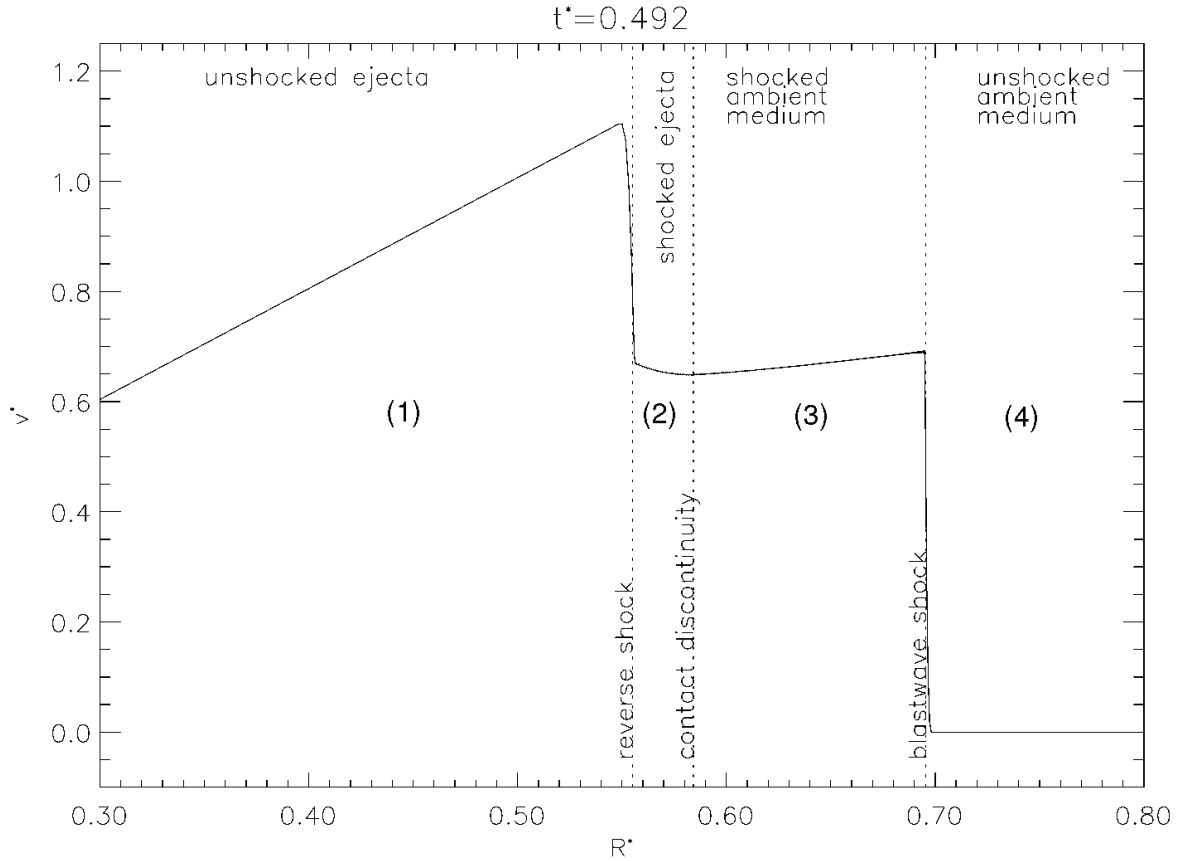 t*=0.492
unshocked ejecta
shocked ejecta
shocked
ambient
medium
unshocked
ambient
medium
1.2
1.0
0.8
0.6
0.4
0.2
0.0
v*
(1)
(2)
(3)
(4)
reverse shock
contact discontinuity
blastwave shock
0.30
0.40
0.50
0.60
0.70
0.80
R*